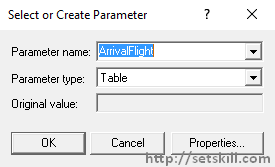 Select or Create Parameter
Parameter name: ArrivalFlight
Parameter type: Table
Original value:
OK Cancel Properties...
http://setskill.com